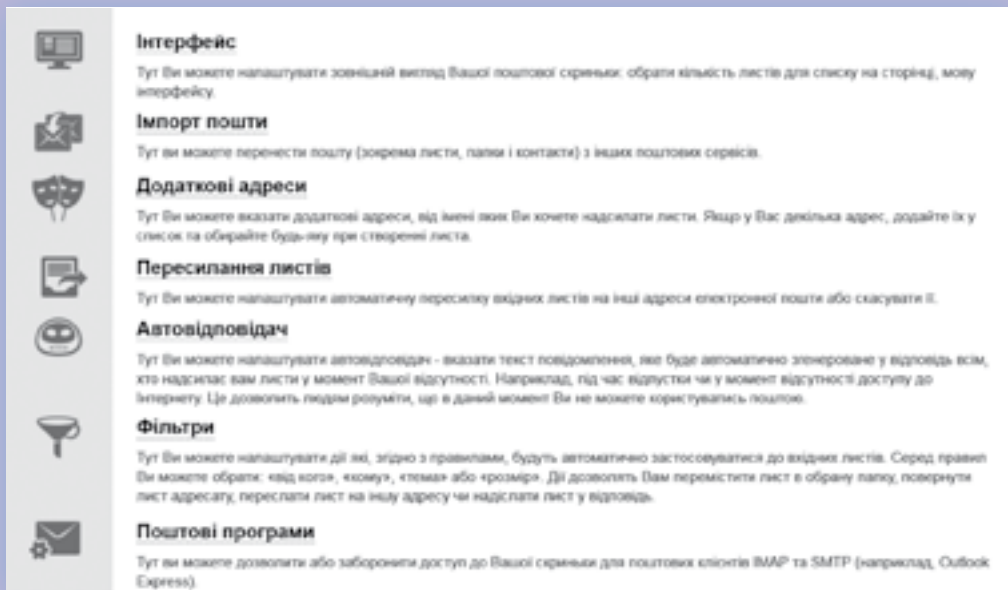 Інтерфейс
Тут Ви можете налаштувати зовнішній вигляд Вашої поштової скриньки: обрати кількість листів для списку на сторінці, мову
інтерфейсу.
Імпорт пошти
Тут ви можете перенести пошту (зокрема листи, папки і контакти) з інших поштових сервісів.
Додаткові адреси
Тут Ви можете вказати додаткові адреси, від імені яких Ви хочете надсилати листи. Якщо у Вас декілька адрес, додайте їх у
список та обирайте будь-яку при створенні листа.
Пересилання листів
Тут Ви можете налаштувати автоматичну пересилку вхідних листів на інші адреси електронної пошти або скасувати її.
Автовідповідач
Тут Ви можете налаштувати автовідповідач - вказати текст повідомлення, яке буде автоматично згенероване у відповідь всім,
хто надсилає вам листи у момент Вашої відсутності. Наприклад, під час відпустки чи у момент відсутності доступу до
Інтернету. Це дозволить людям розуміти, що в даний момент Ви не можете користуватись поштою.
Фільтри
Тут Ви можете налаштувати дії які, згідно з правилами, будуть автоматично застосовуватися до вхідних листів. Серед правил
Ви можете обрати: «від кого», «кому», «тема» або «розмір». Дії дозволять Вам перемістити лист в обрану папку, повернути
лист адресату, переслати лист на іншу адресу чи надіслати лист у відповідь.
Поштові програми
Тут ви можете дозволити або заборонити доступ до Вашої скриньки для поштових клієнтів IMAP та SMTP (наприклад, Outlook
Express).